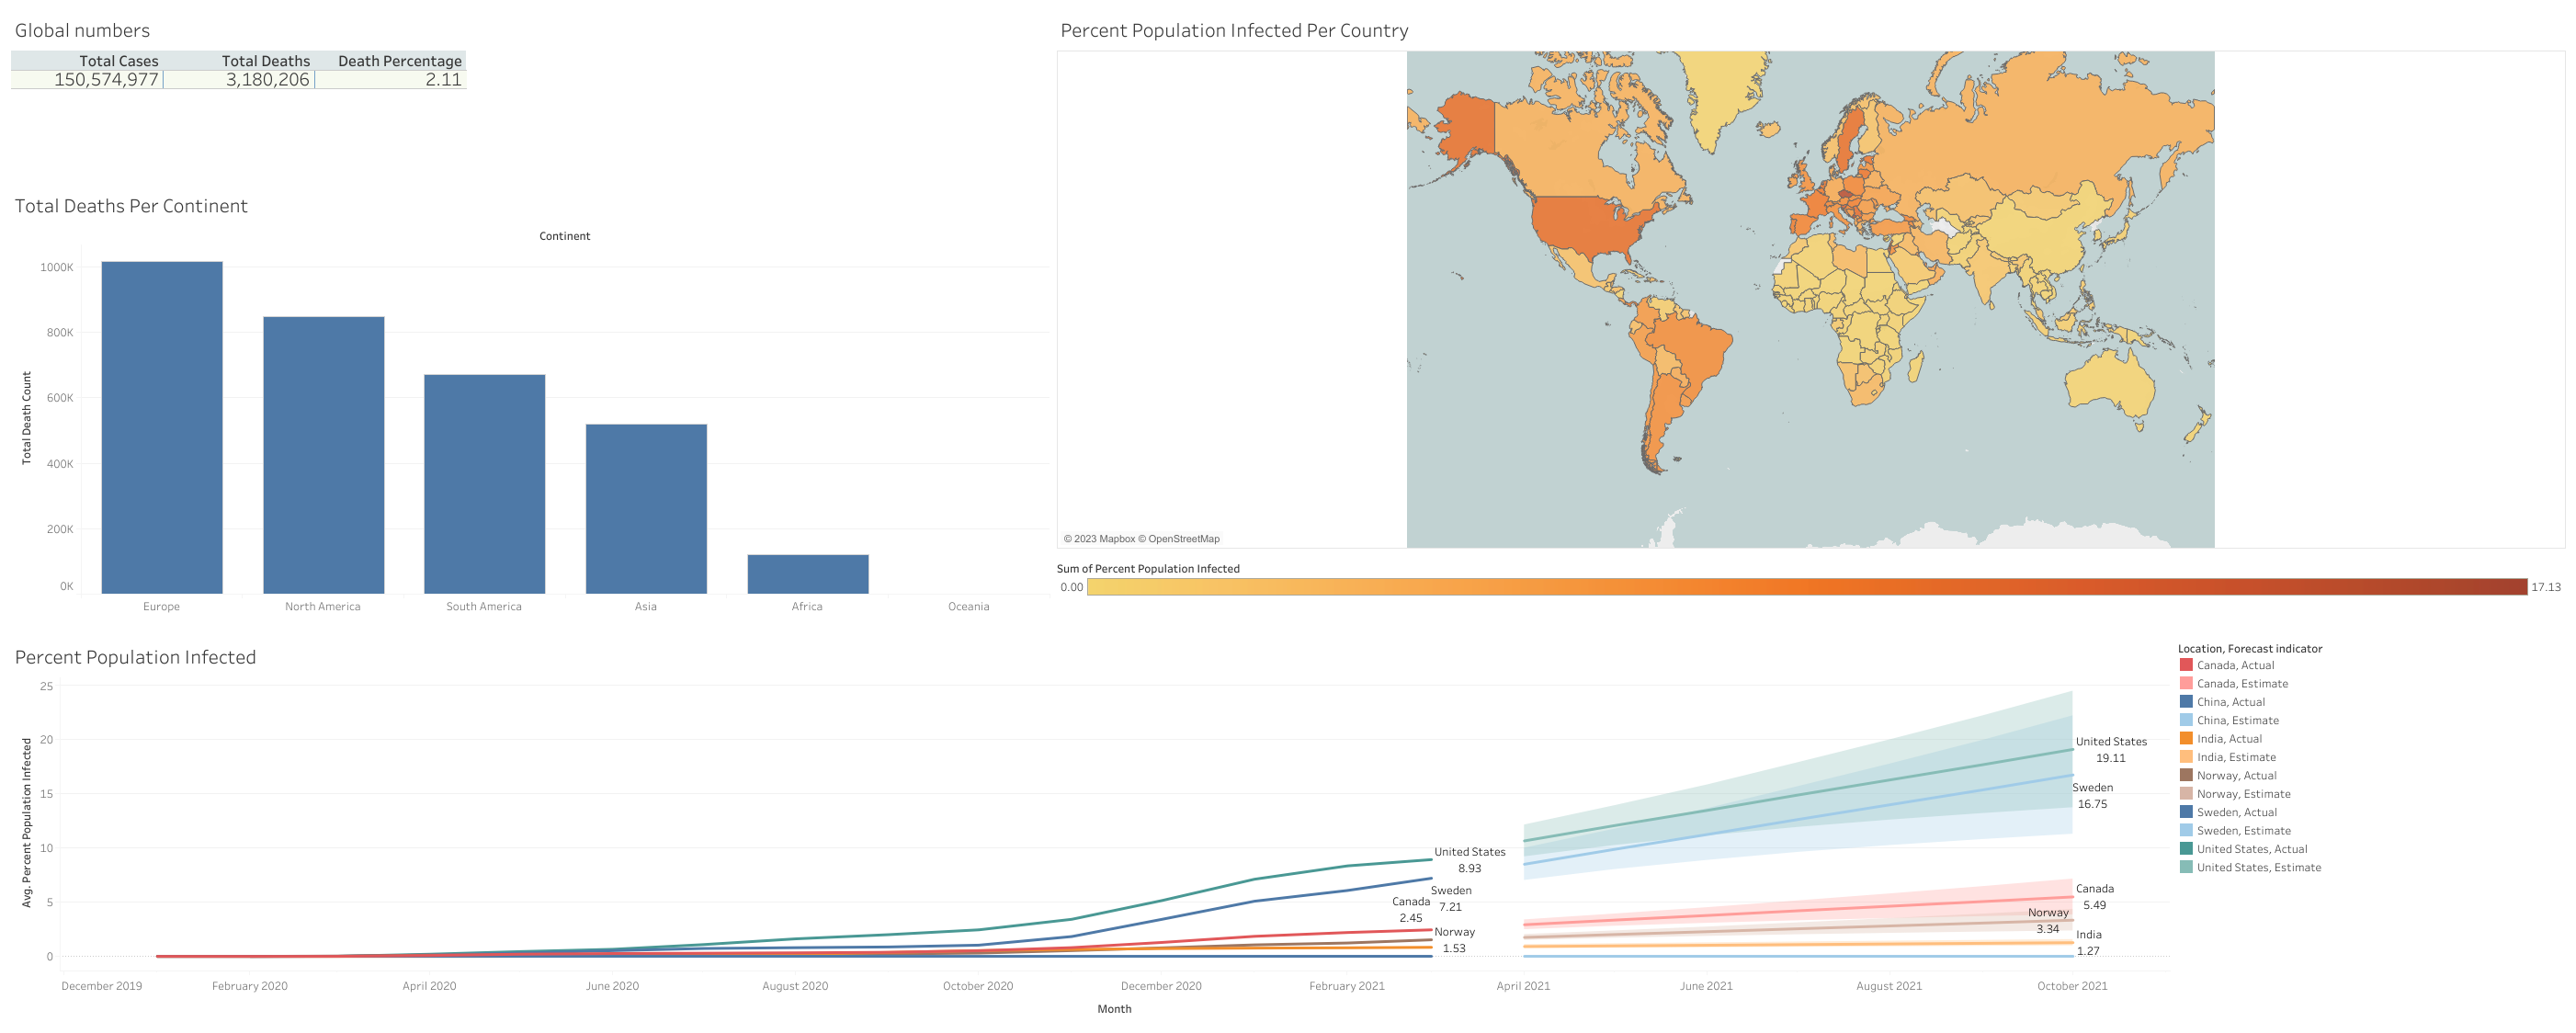 Global numbers
Total Cases Total Deaths Death Percentage
150,574,977 3,180,206 2.11
Total Deaths Per Continent
Continent
Total Death Count
1000K
800K
600K
400K
200K
0K
Europe North America South America Asia Africa Oceania
Percent Population Infected Per Country
© 2023 Mapbox © OpenStreetMap
Sum of Percent Population Infected
0.00 17.13
Percent Population Infected
Avg. Percent Population Infected
25
20
15
10
5
0
United States
8.93
Sweden
7.21
Canada
2.45
Norway
1.53
United States
19.11
Sweden
16.75
Canada
5.49
Norway
3.34
India
1.27
December 2019 February 2020 April 2020 June 2020 August 2020 October 2020 December 2020 February 2021 April 2021 June 2021 August 2021 October 2021
Month
Location, Forecast indicator
Canada, Actual
Canada, Estimate
China, Actual
China, Estimate
India, Actual
India, Estimate
Norway, Actual
Norway, Estimate
Sweden, Actual
Sweden, Estimate
United States, Actual
United States, Estimate